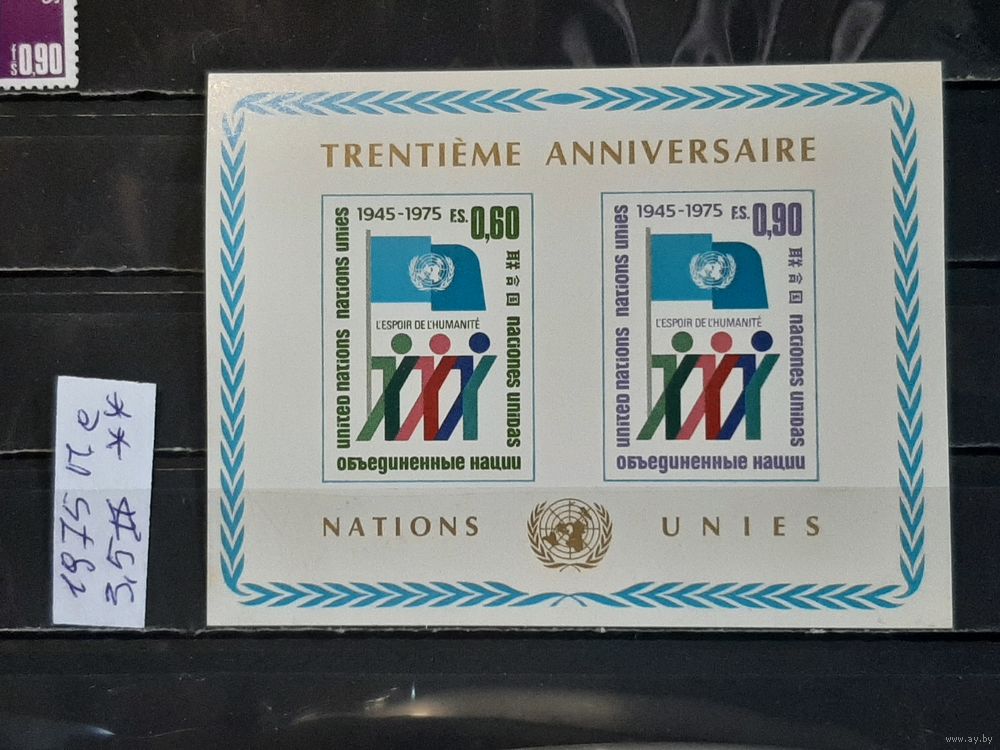 f/s 0,90
TRENTIÈME ANNIVERSAIRE
1945-1975 F.S. 0,60
united nations nations unies
L'ESPOIR DE L'HUMANITÉ
联合国 naciones unidas
объединенные нации
1945-1975 F.S. 0,90
united nations nations unies
L'ESPOIR DE L'HUMANITÉ
联合国 naciones unidas
объединенные нации
NATIONS UNIES
1975
3,5 **
www.ay.by